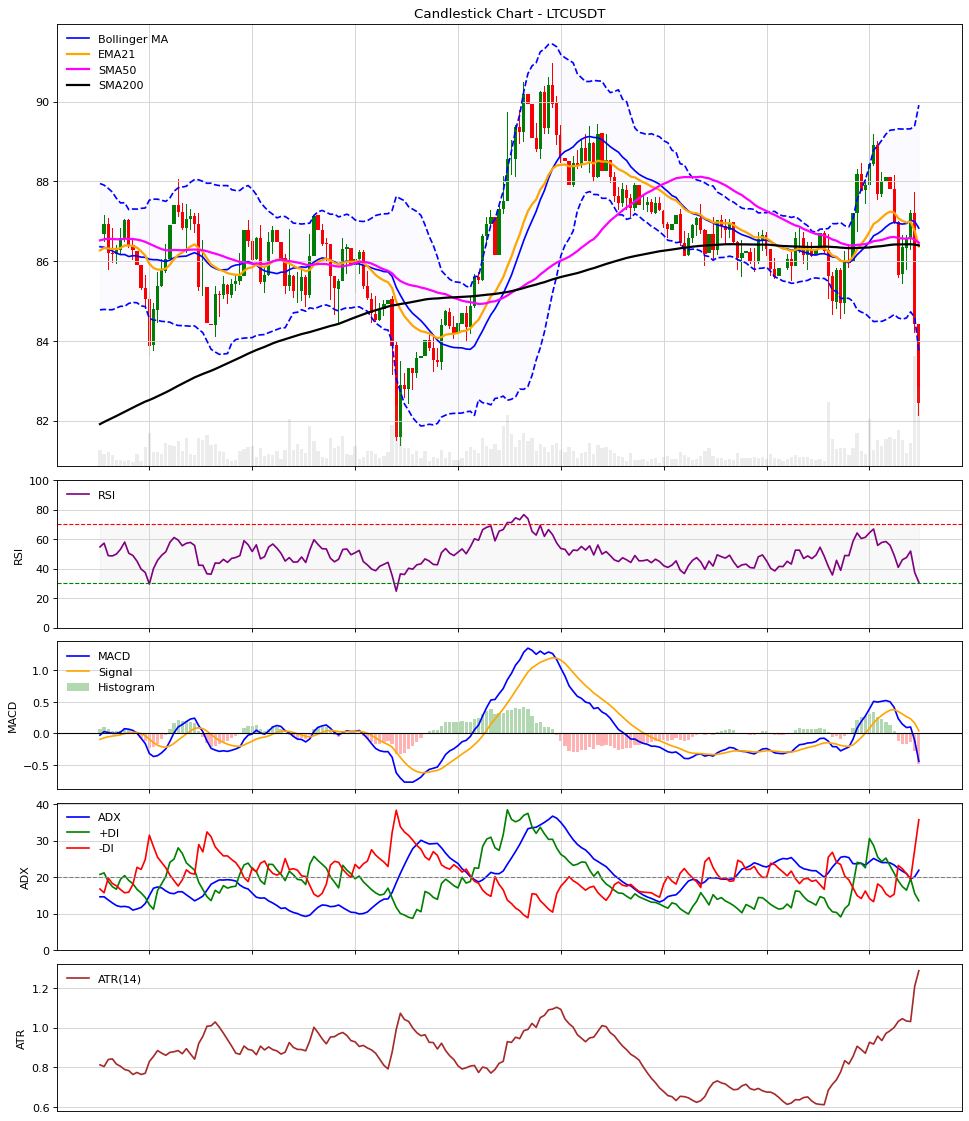 Candlestick Chart - LTCUSDT
Bollinger MA
EMA21
SMA50
SMA200
90
88
86
84
82
RSI
100
80
60
40
20
0
RSI
MACD
Signal
Histogram
1.0
0.5
0.0
−0.5
MACD
ADX
+DI
-DI
40
30
20
10
0
ADX
ATR(14)
1.2
1.0
0.8
0.6
ATR